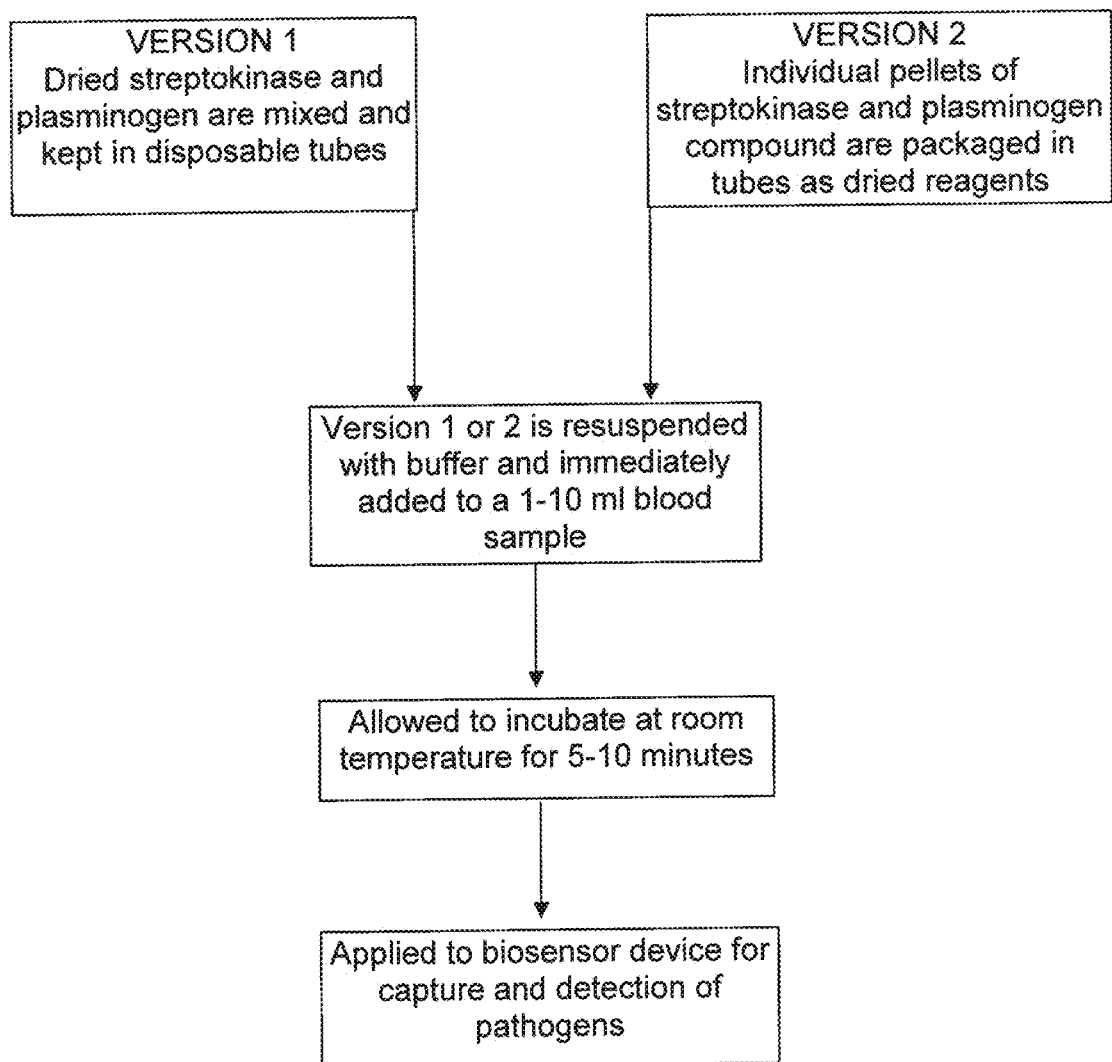 VERSION 1
Dried streptokinase and
plasminogen are mixed and
kept in disposable tubes
VERSION 2
Individual pellets of
streptokinase and plasminogen
compound are packaged in
tubes as dried reagents
Version 1 or 2 is resuspended
with buffer and immediately
added to a 1-10 ml blood
sample
Allowed to incubate at room
temperature for 5-10 minutes
Applied to biosensor device for
capture and detection of
pathogens